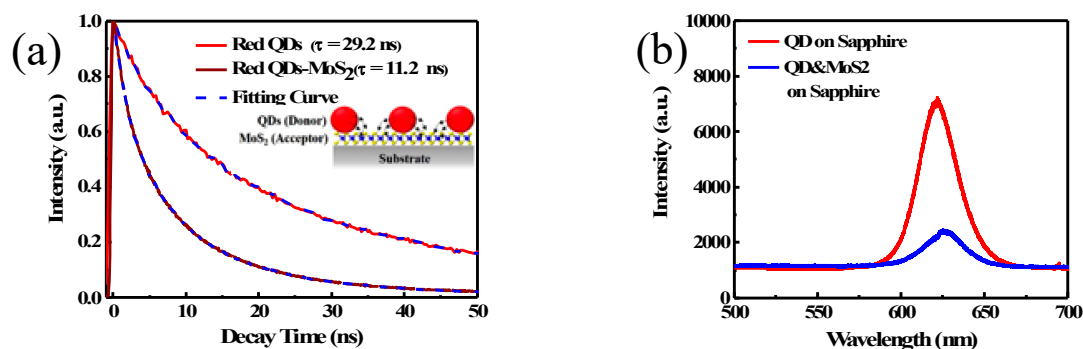 (a)
1.0
0.8
0.6
0.4
0.2
0.0
Intensity (a.u.)
Red QDs (τ = 29.2 ns)
Red QDs-MoS2(τ = 11.2 ns)
Fitting Curve
QDs (Donor)
MoS2 (Acceptor)
Substrate
0 10 20 30 40 50
Decay Time (ns)
(b)
10000
8000
6000
4000
2000
0
Intensity (a.u.)
QD on Sapphire
QD&MoS2
on Sapphire
500 550 600 650 700
Wavelength (nm)